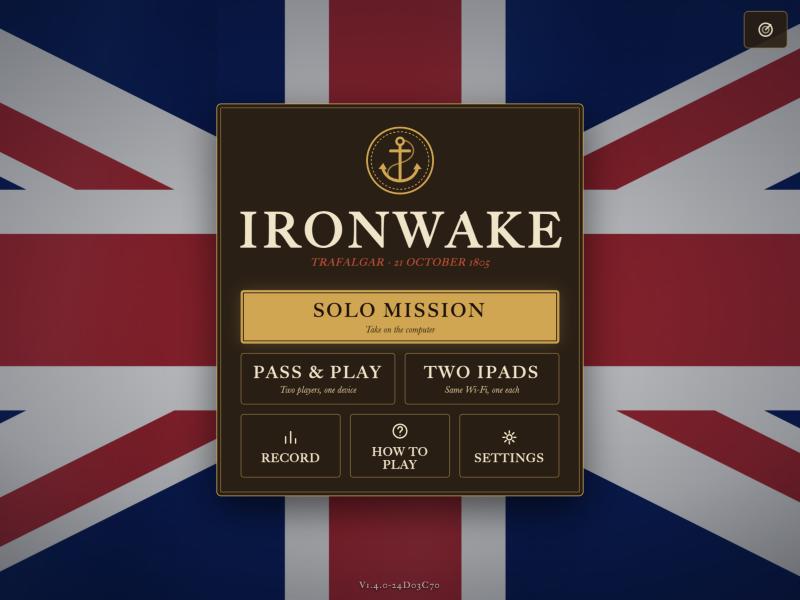 IRONWAKE
TRAFALGAR · 21 OCTOBER 1805
SOLO MISSION
Take on the computer
PASS & PLAY
Two players, one device
TWO IPADS
Same Wi-Fi, one each
RECORD
HOW TO
PLAY
SETTINGS
V1.4.0-24D03C70